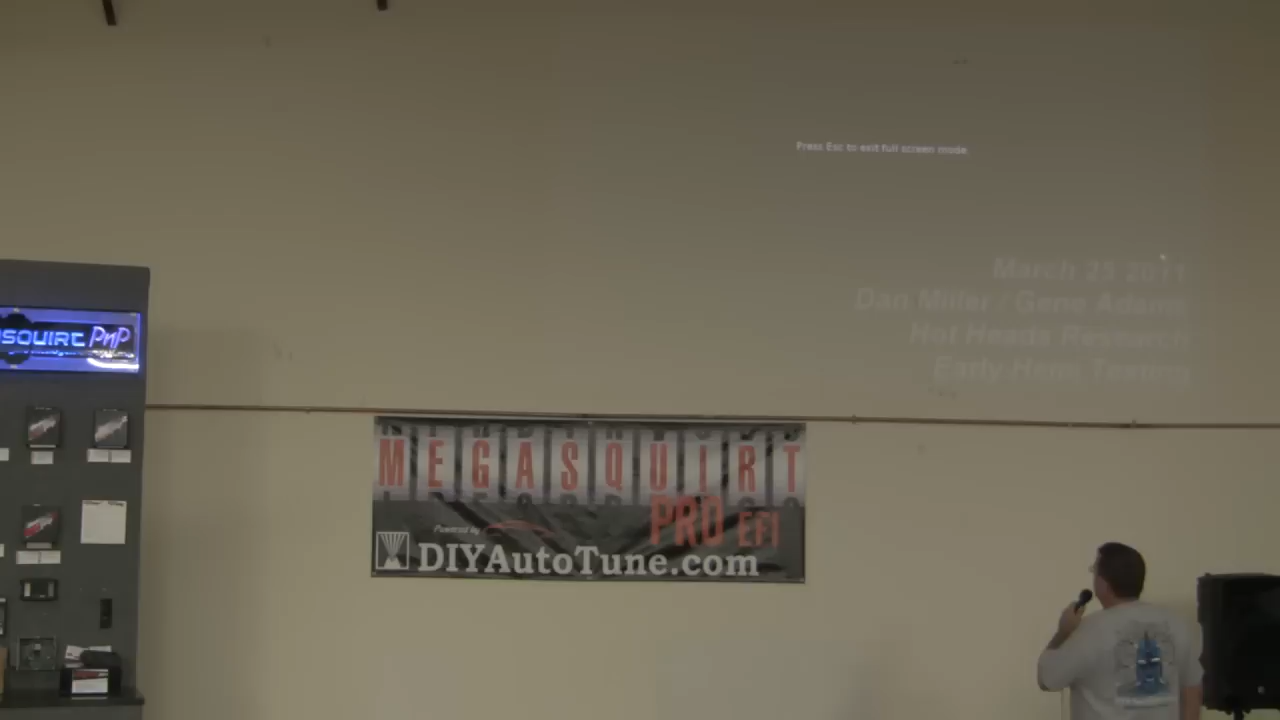 Press Esc to exit full screen mode.
March 25 2011
Dan Miller / Gene Adams
Hot Heads Research
Early Hemi Testing
SQUIRT PnP
MEGASQUIRT
PRO EFI
Powered by
DIYAutoTune.com